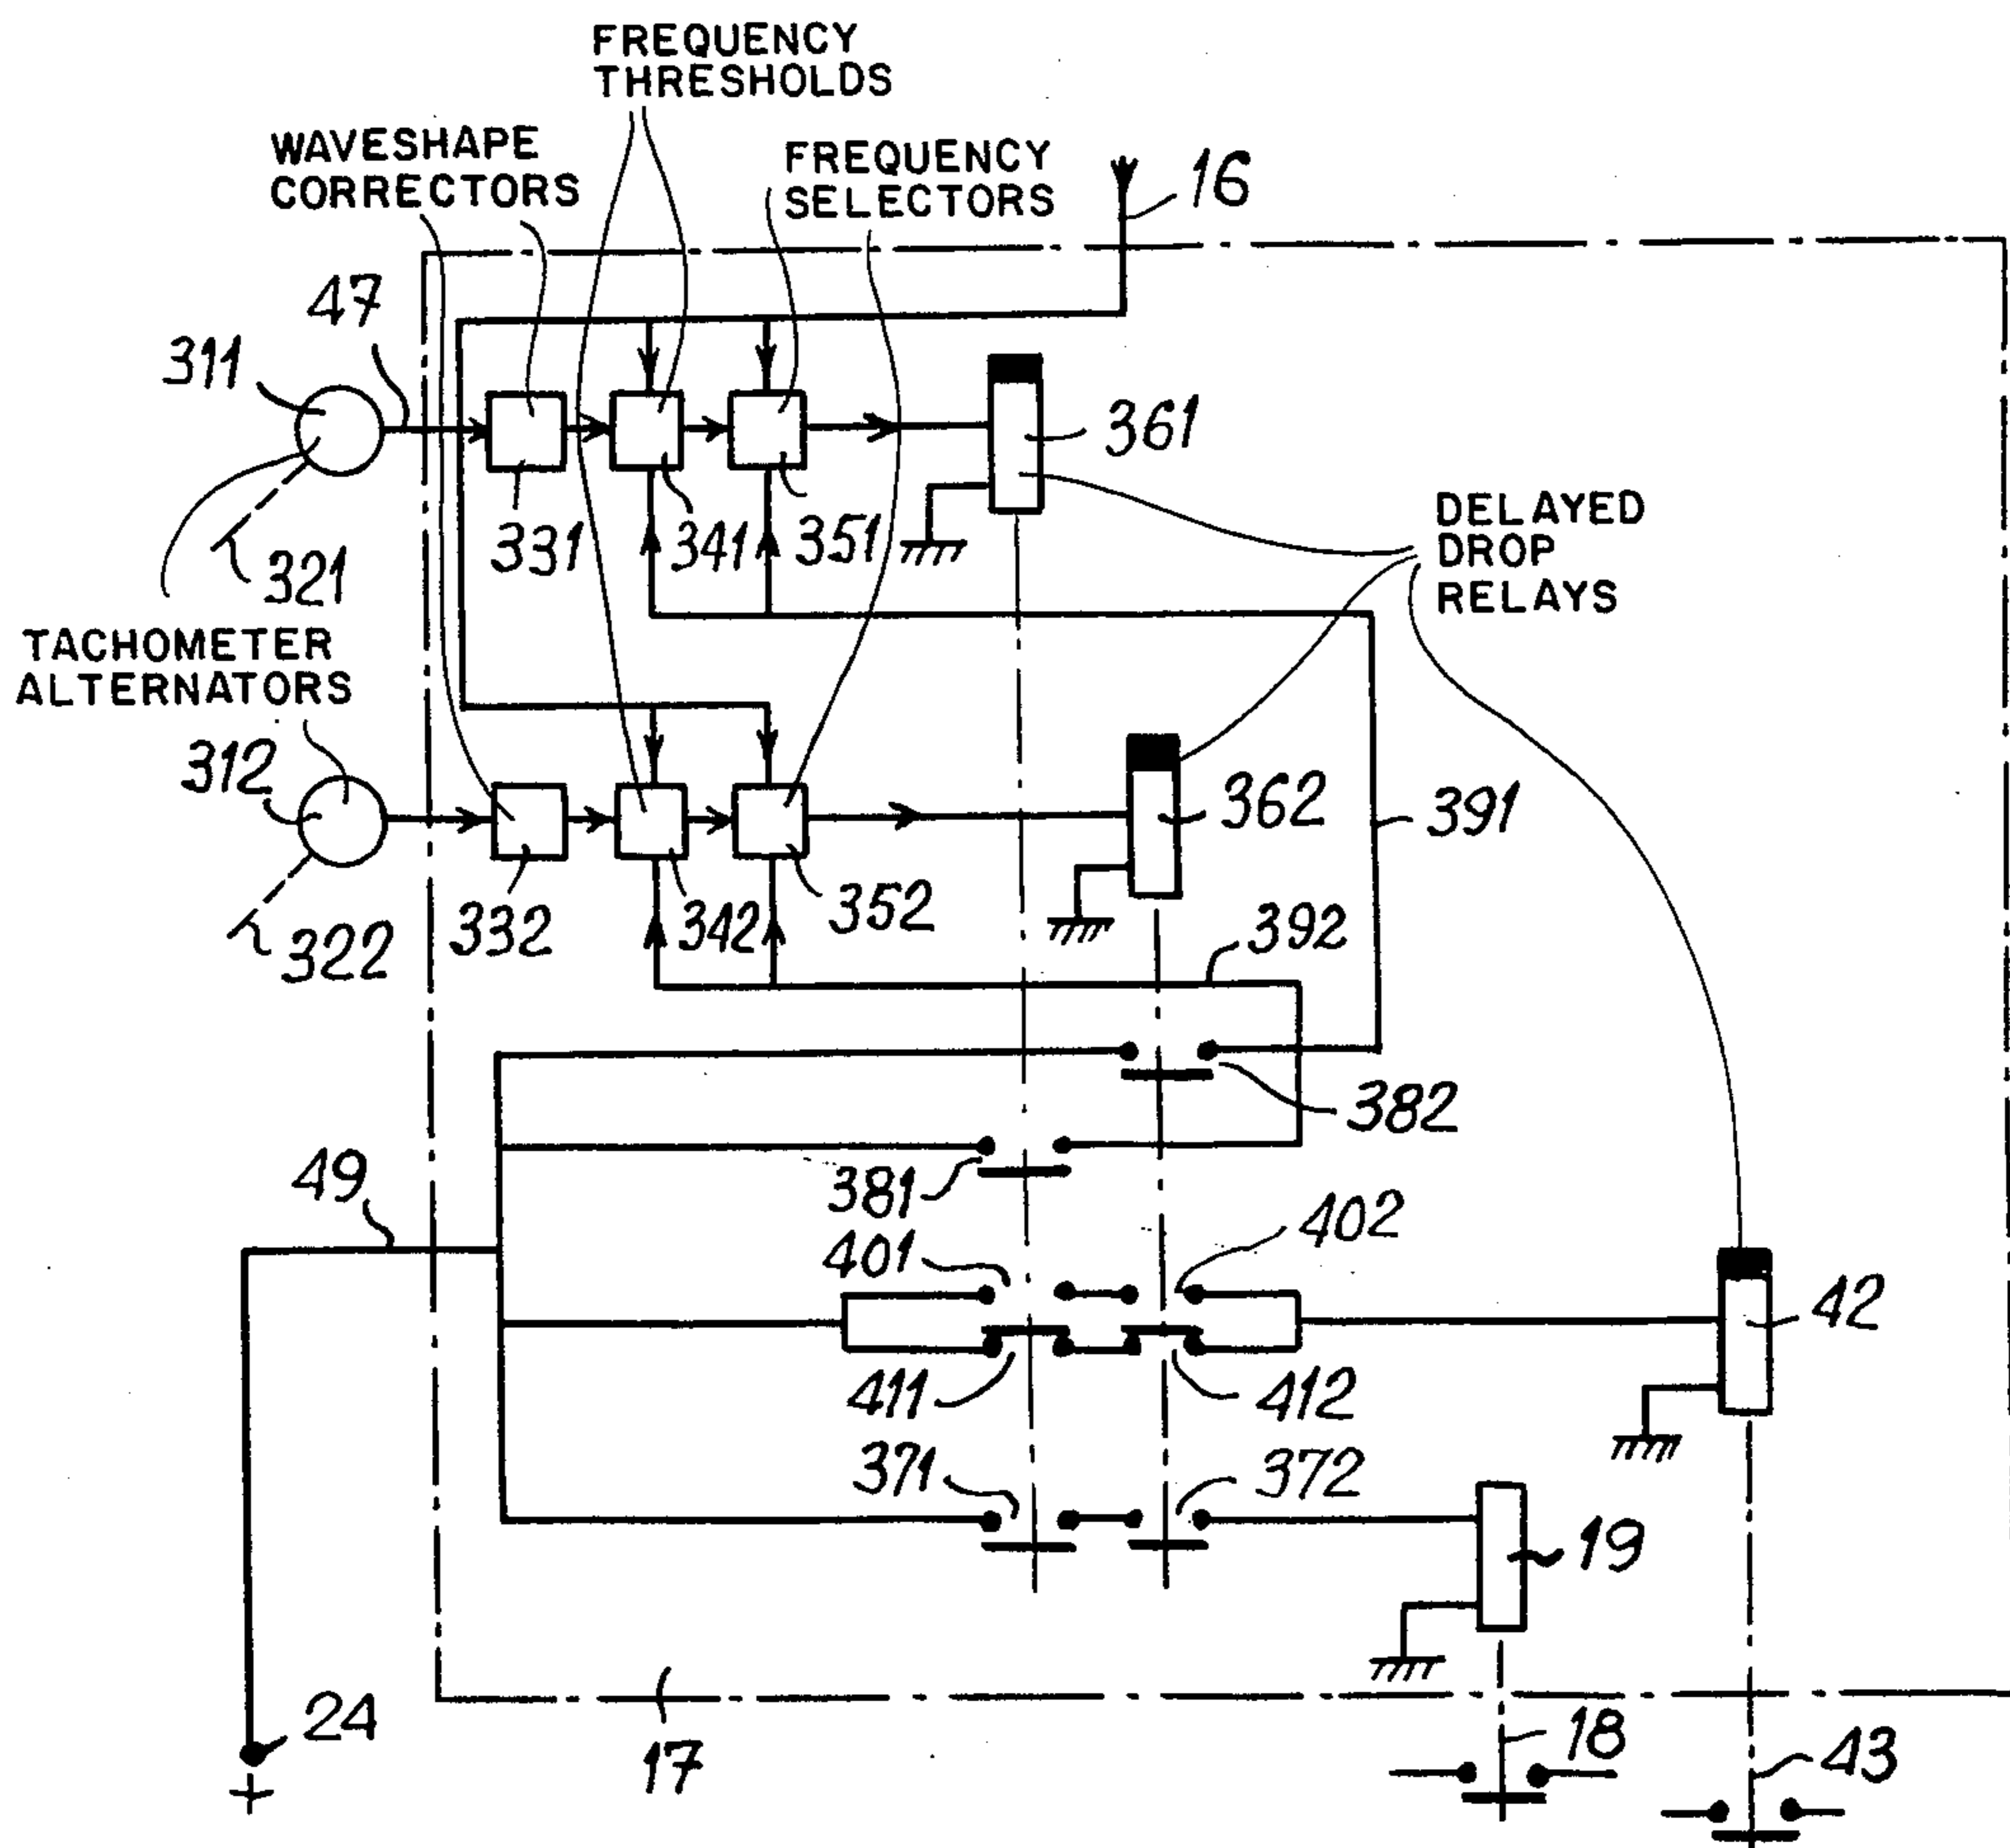 FREQUENCY
THRESHOLDS
WAVESHAPE
CORRECTORS
FREQUENCY
SELECTORS
16
47
311
361
331
341
351
321
DELAYED
DROP
RELAYS
TACHOMETER
ALTERNATORS
312
362
391
332
342
352
392
322
382
381
49
401
402
42
411
412
371
372
19
24
17
18
43
+